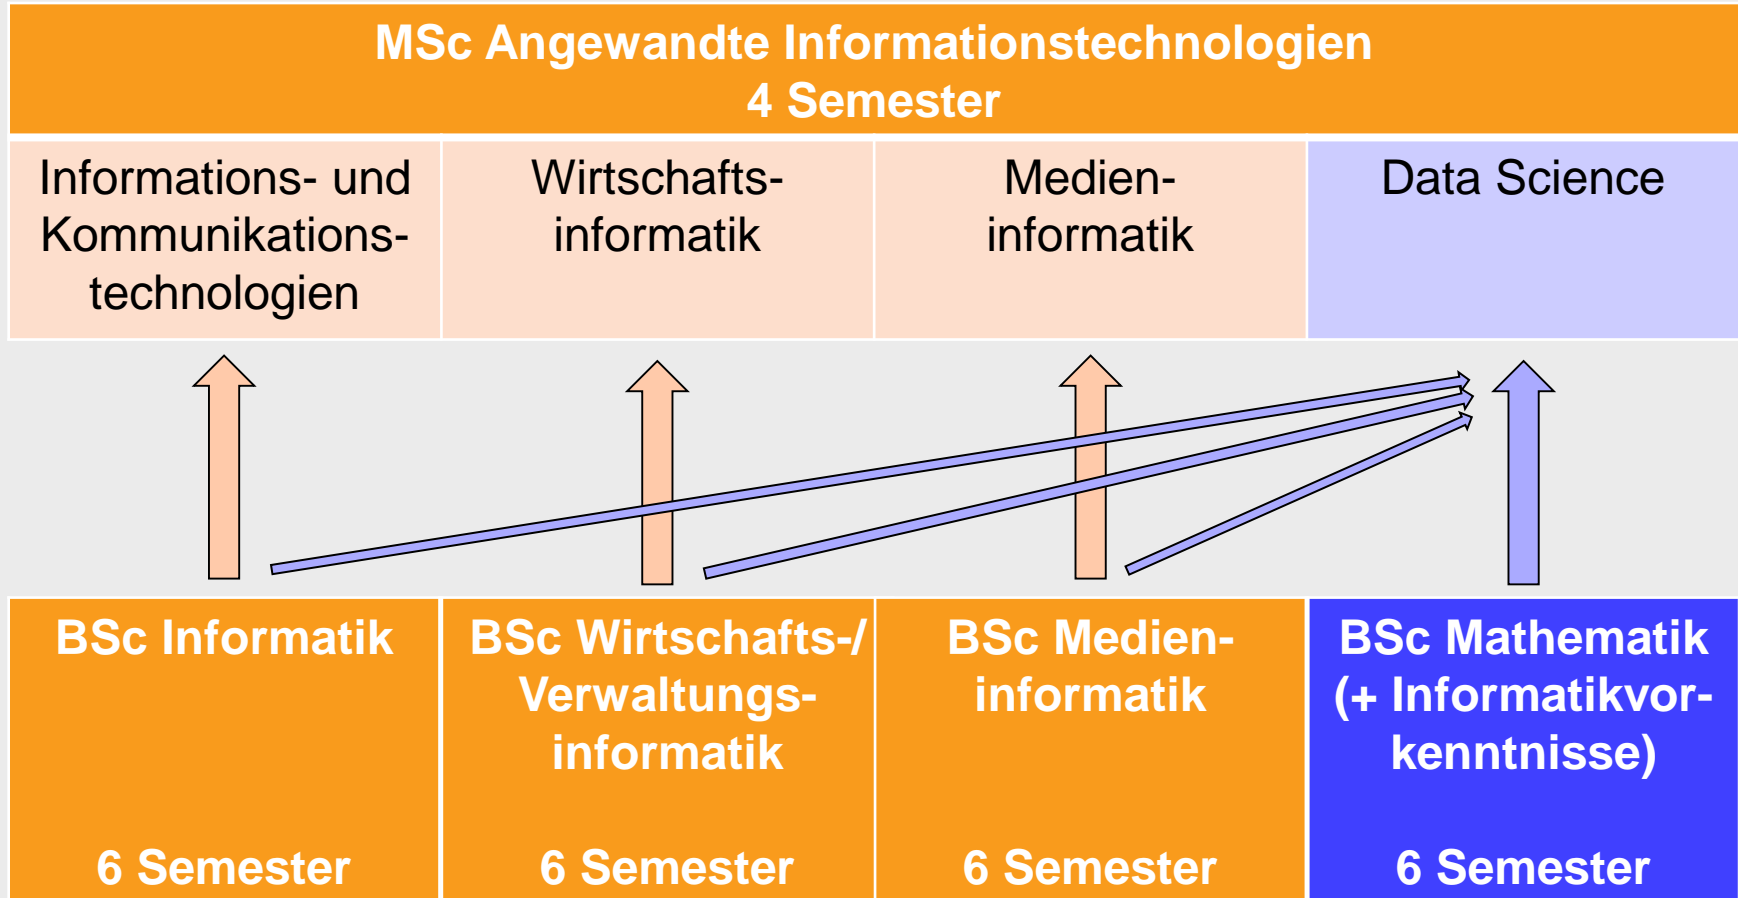 MSc Angewandte Informationstechnologien
4 Semester
Informations- und
Kommunikations-
technologien
Wirtschafts-
informatik
Medien-
informatik
Data Science
BSc Informatik
6 Semester
BSc Wirtschafts-/
Verwaltungs-
informatik
6 Semester
BSc Medien-
informatik
6 Semester
BSc Mathematik
(+ Informatikvor-
kenntnisse)
6 Semester